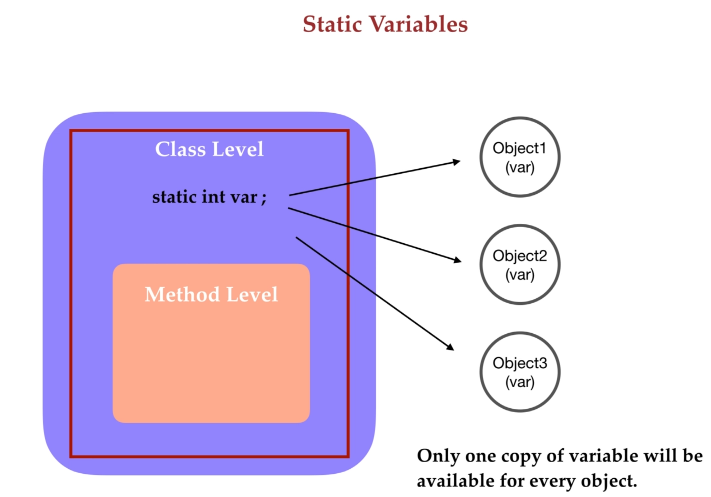 Static Variables
Class Level
static int var ;
Method Level
Object1
(var)
Object2
(var)
Object3
(var)
Only one copy of variable will be
available for every object.